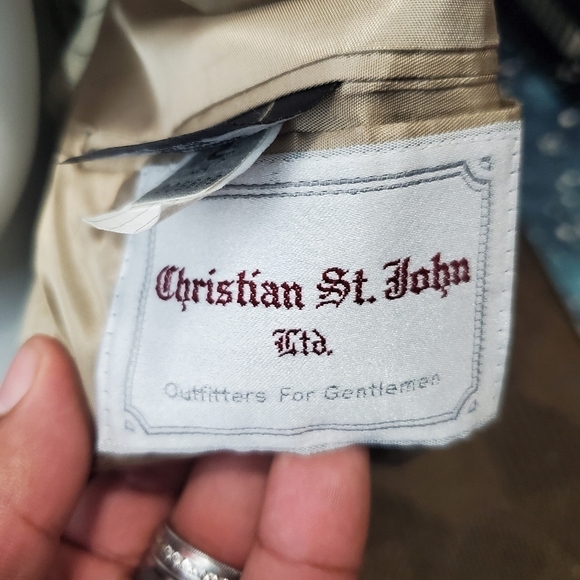 Christian St. John
Ltd.
Outfitters For Gentlemen